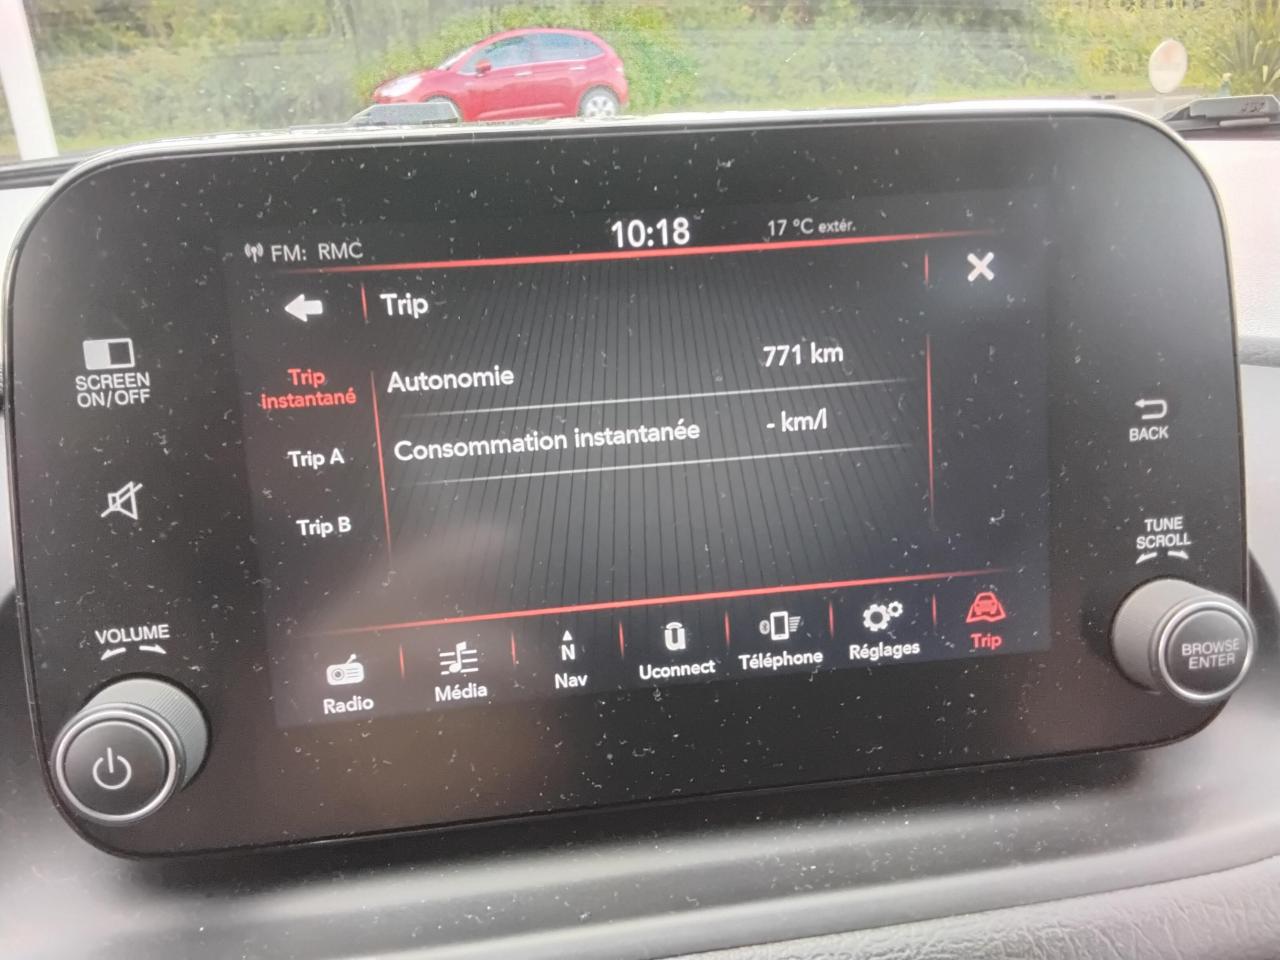 FM: RMC
10:18
17 °C extér.
Trip
Trip
instantané
Autonomie
771 km
Consommation instantanée
- km/l
Trip A
Trip B
Radio
Média
N
Nav
Uconnect
Téléphone
Réglages
Trip
SCREEN
ON/OFF
VOLUME
BACK
TUNE
SCROLL
BROWSE
ENTER